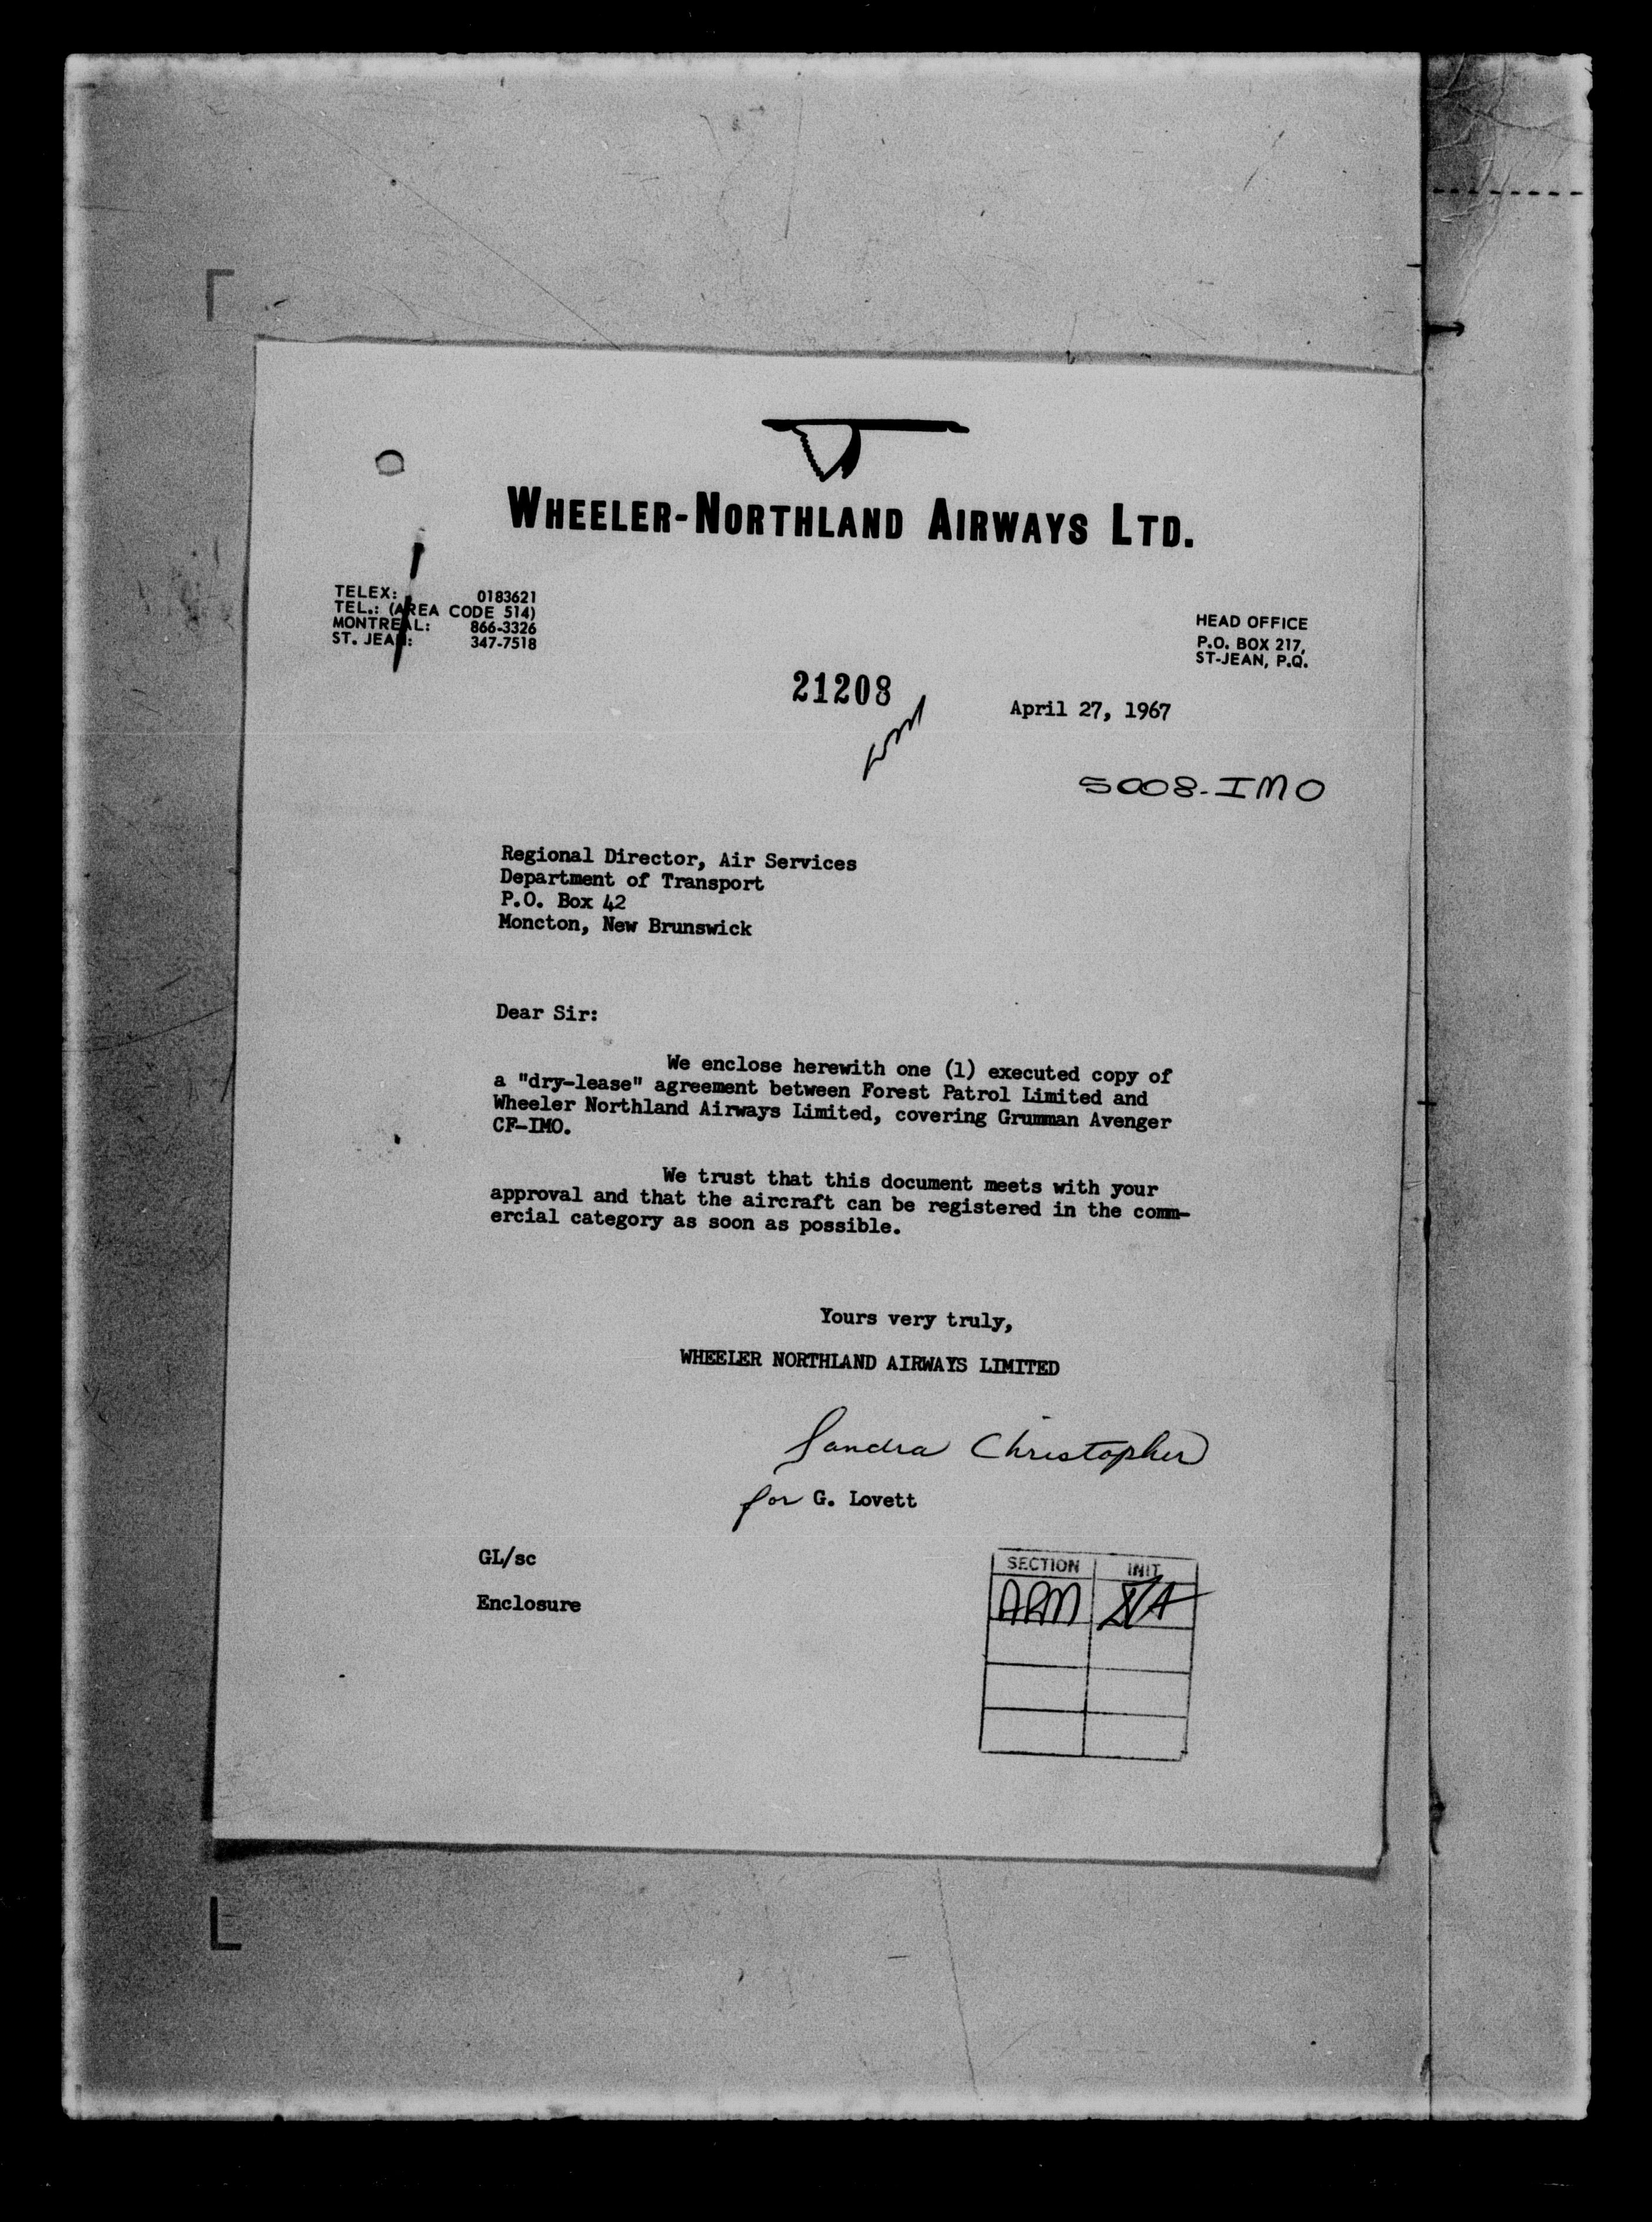 WHEELER-NORTHLAND AIRWAYS LTD.
TELEX: 0183621
TEL.: (AREA CODE 514)
MONTREAL: 866-3326
ST. JEAN: 347-7518
HEAD OFFICE
P.O. BOX 217,
ST-JEAN, P.Q.
21208
April 27, 1967
5008-IMO
Regional Director, Air Services
Department of Transport
P.O. Box 42
Moncton, New Brunswick
Dear Sir:
We enclose herewith one (1) executed copy of
a "dry-lease" agreement between Forest Patrol Limited and
Wheeler Northland Airways Limited, covering Grumman Avenger
CF-IMO.
We trust that this document meets with your
approval and that the aircraft can be registered in the comm-
ercial category as soon as possible.
Yours very truly,
WHEELER NORTHLAND AIRWAYS LIMITED
Sandra Christopher
for G. Lovett
GL/sc
Enclosure
SECTION INIT
ARM